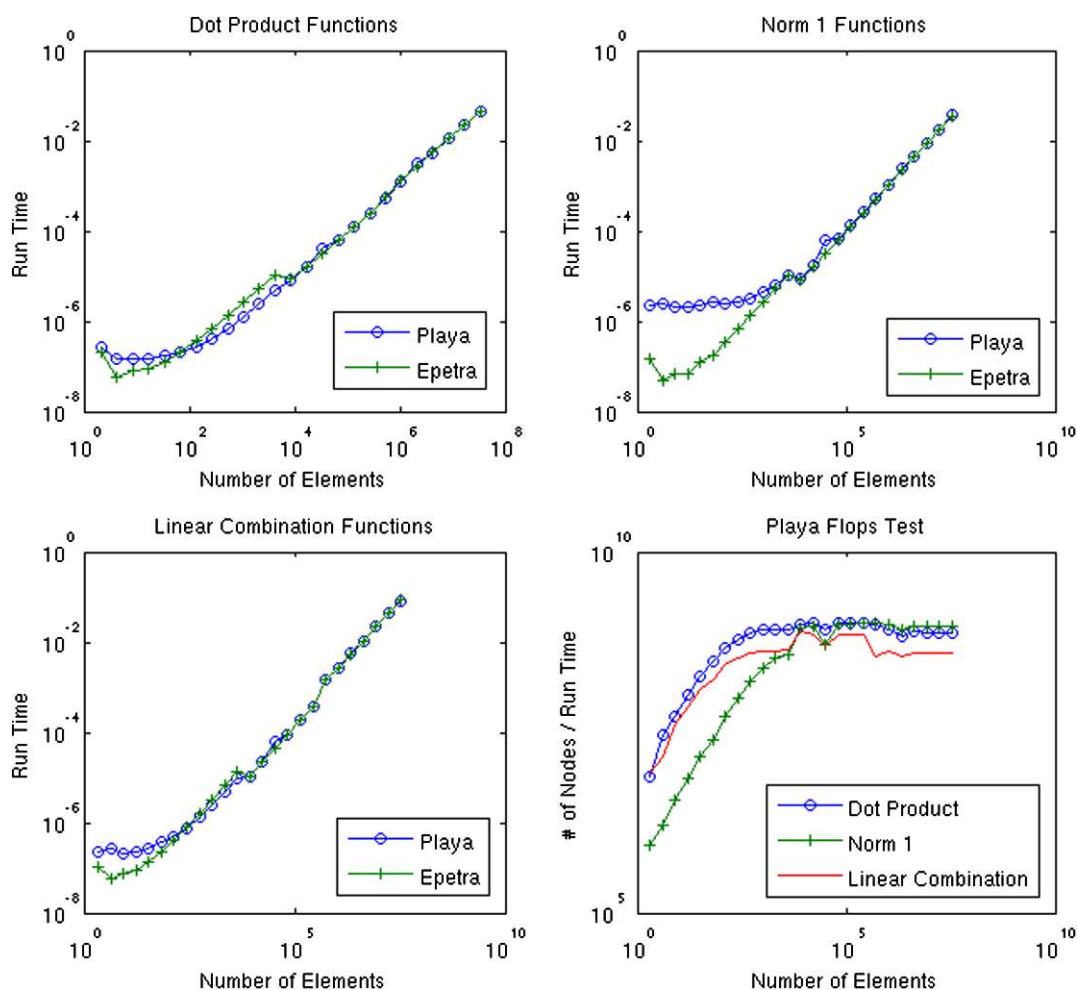 Dot Product Functions
10^0
10^-2
10^-4
10^-6
10^-8
Run Time
Playa
Epetra
10^0
10^2
10^4
10^6
10^8
Number of Elements
Norm 1 Functions
10^0
10^-2
10^-4
10^-6
10^-8
Run Time
Playa
Epetra
10^0
10^5
10^10
Number of Elements
Linear Combination Functions
10^0
10^-2
10^-4
10^-6
10^-8
Run Time
Playa
Epetra
10^0
10^5
10^10
Number of Elements
Playa Flops Test
10^10
10^5
# of Nodes / Run Time
Dot Product
Norm 1
Linear Combination
10^0
10^5
10^10
Number of Elements